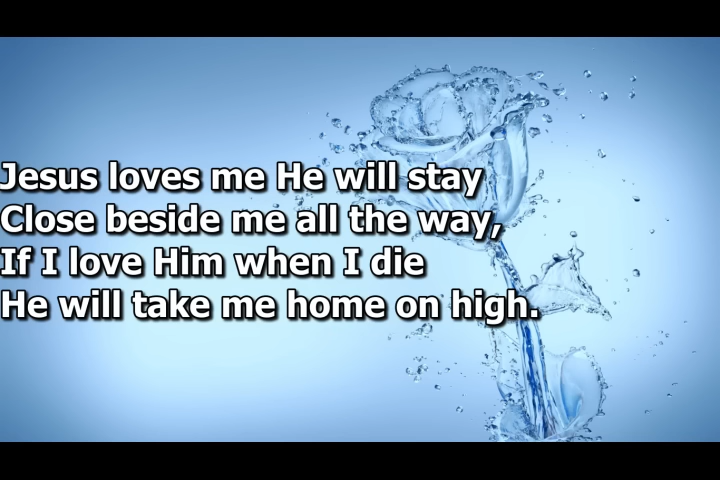 Jesus loves me He will stay
Close beside me all the way,
If I love Him when I die
He will take me home on high.